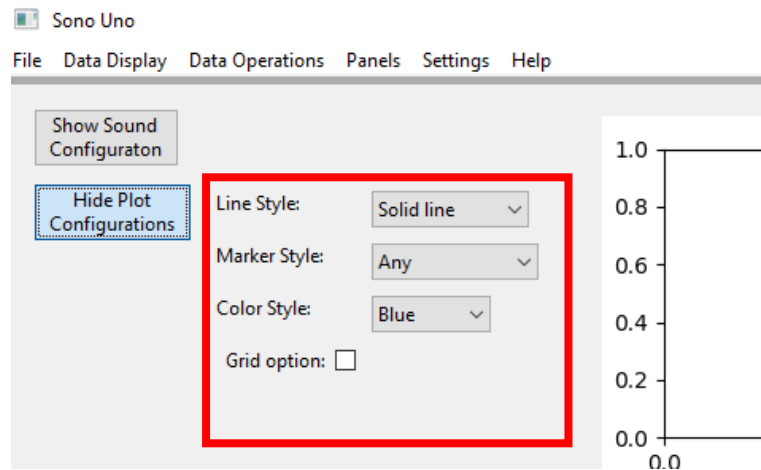 Sono Uno
File Data Display Data Operations Panels Settings Help
Show Sound
Configuraton
Hide Plot
Configurations
Line Style: Solid line
Marker Style: Any
Color Style: Blue
Grid option:
1.0
0.8
0.6
0.4
0.2
0.0
0.0